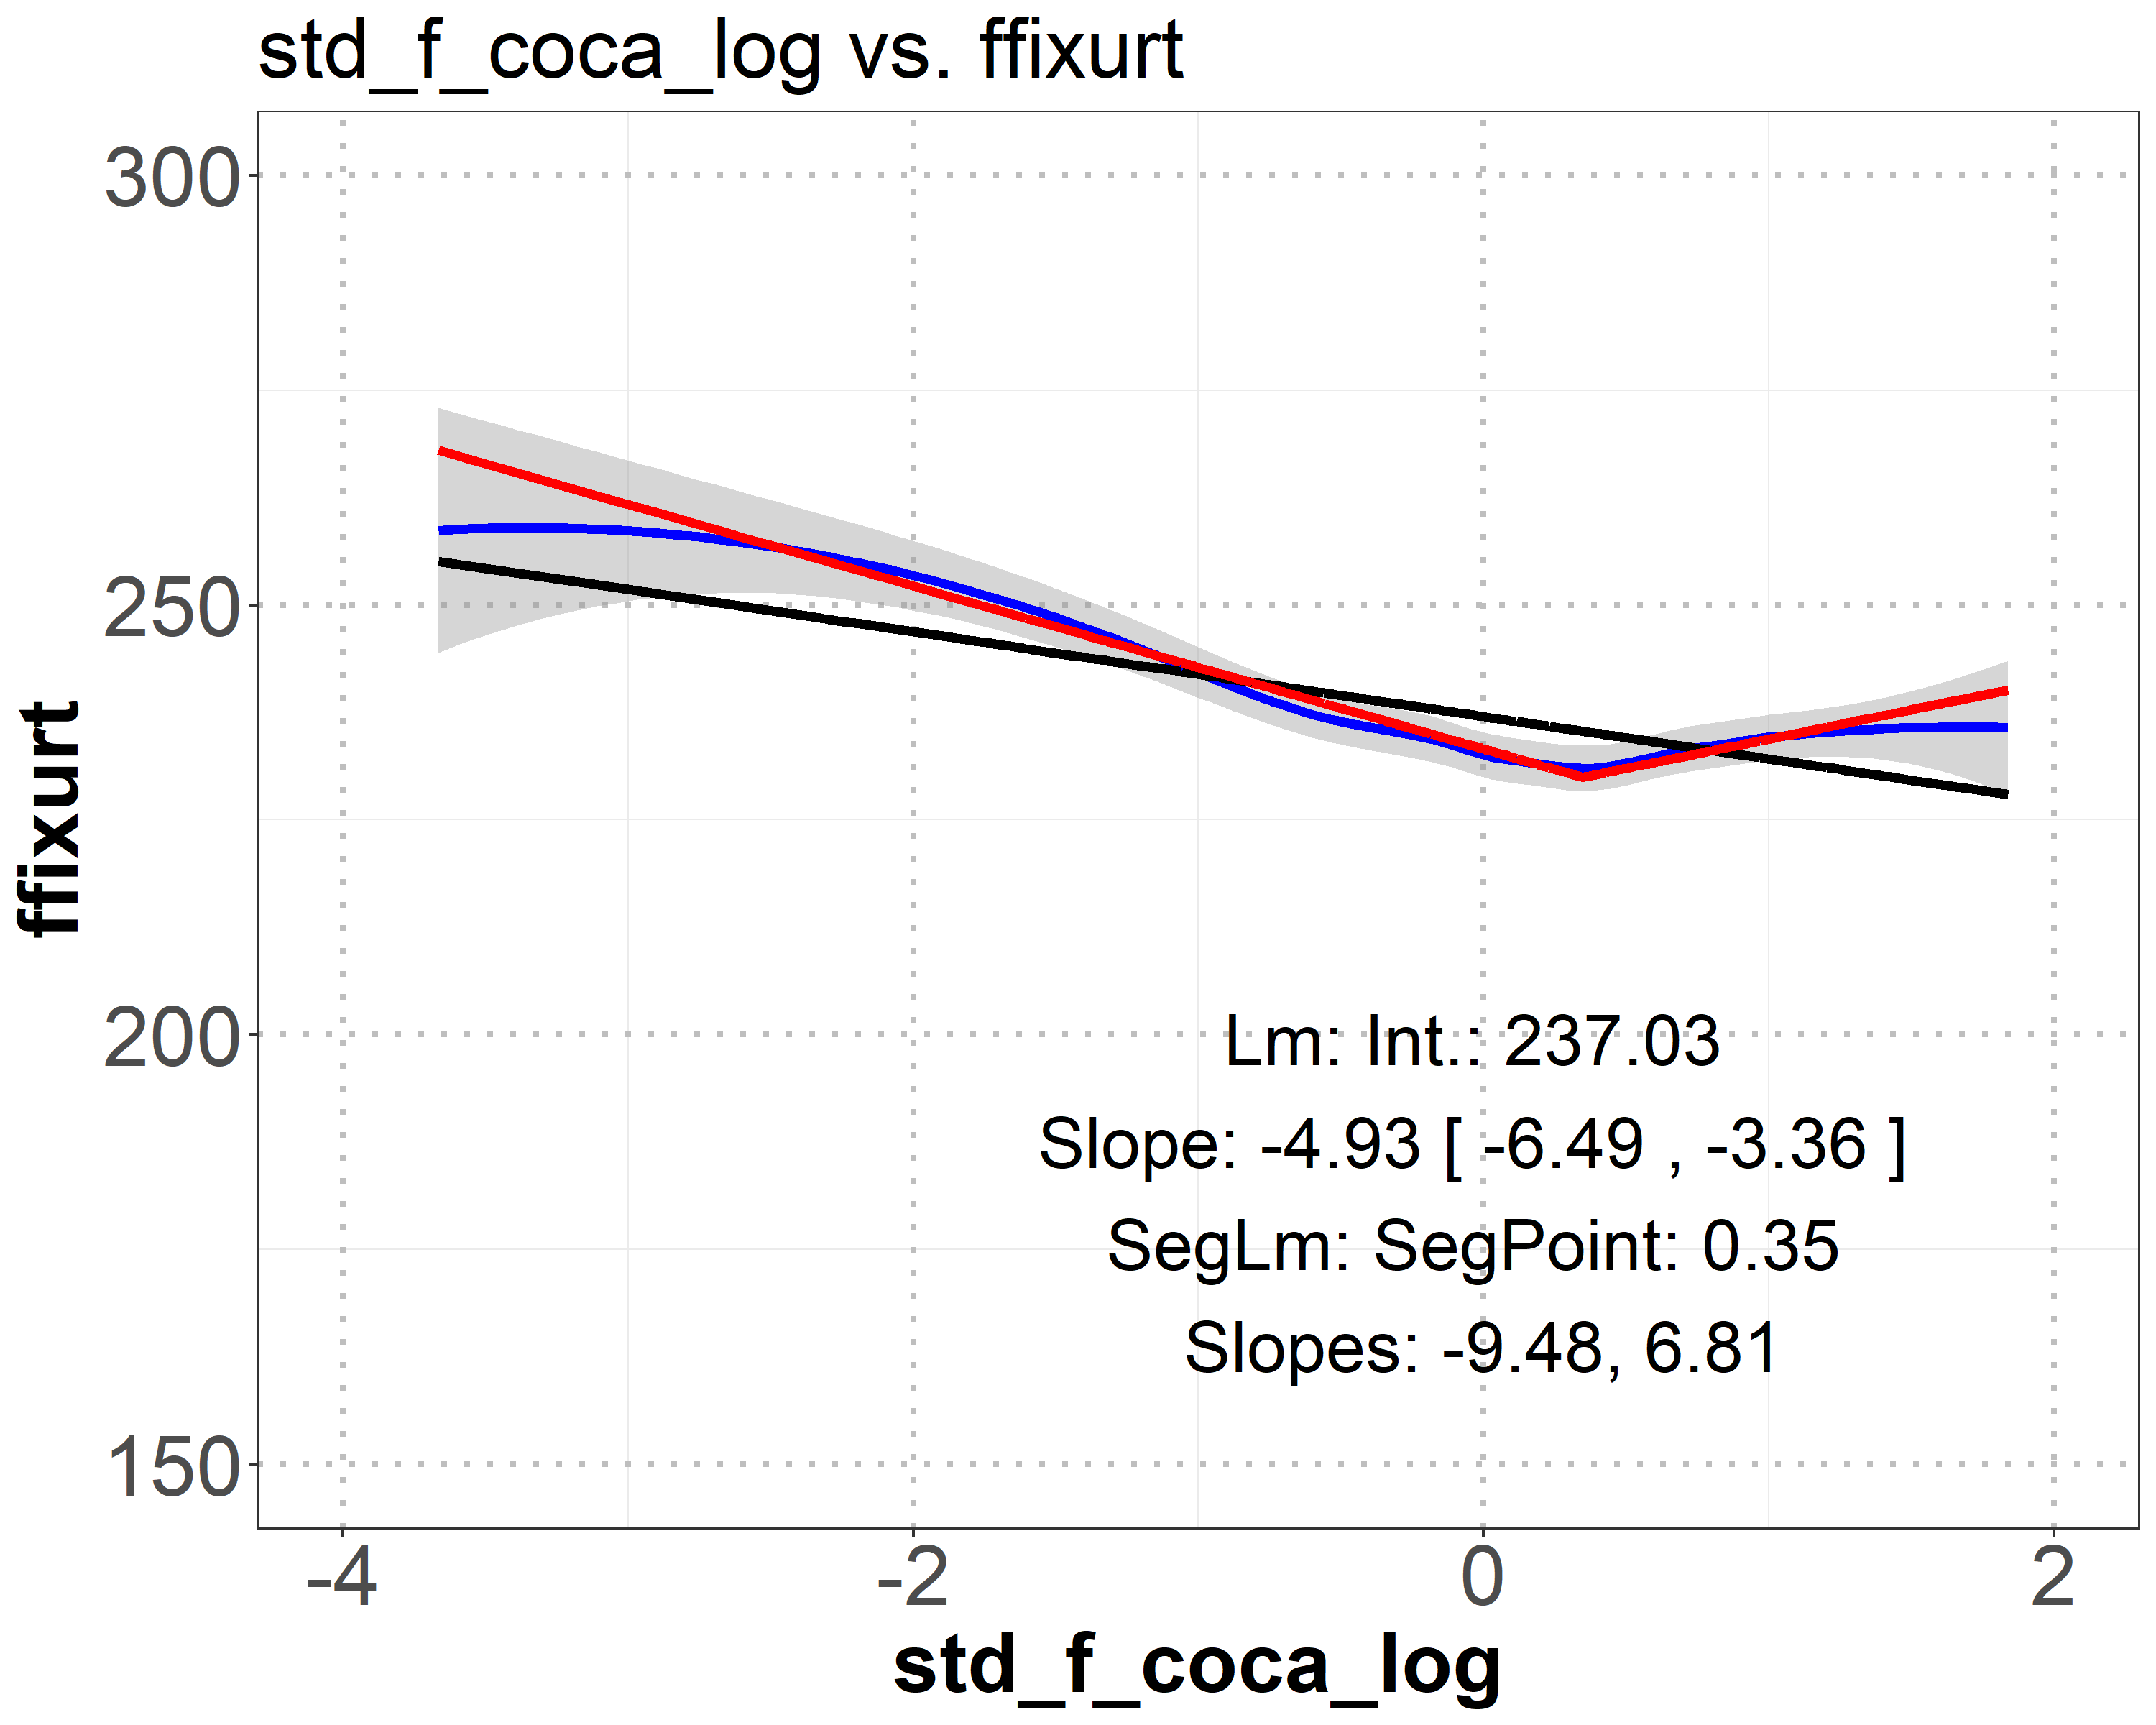 std_f_coca_log vs. ffixurt
300
250
200
150
ffixurt
Lm: Int.: 237.03
Slope: -4.93 [ -6.49 , -3.36 ]
SegLm: SegPoint: 0.35
Slopes: -9.48, 6.81
-4 -2 0 2
std_f_coca_log